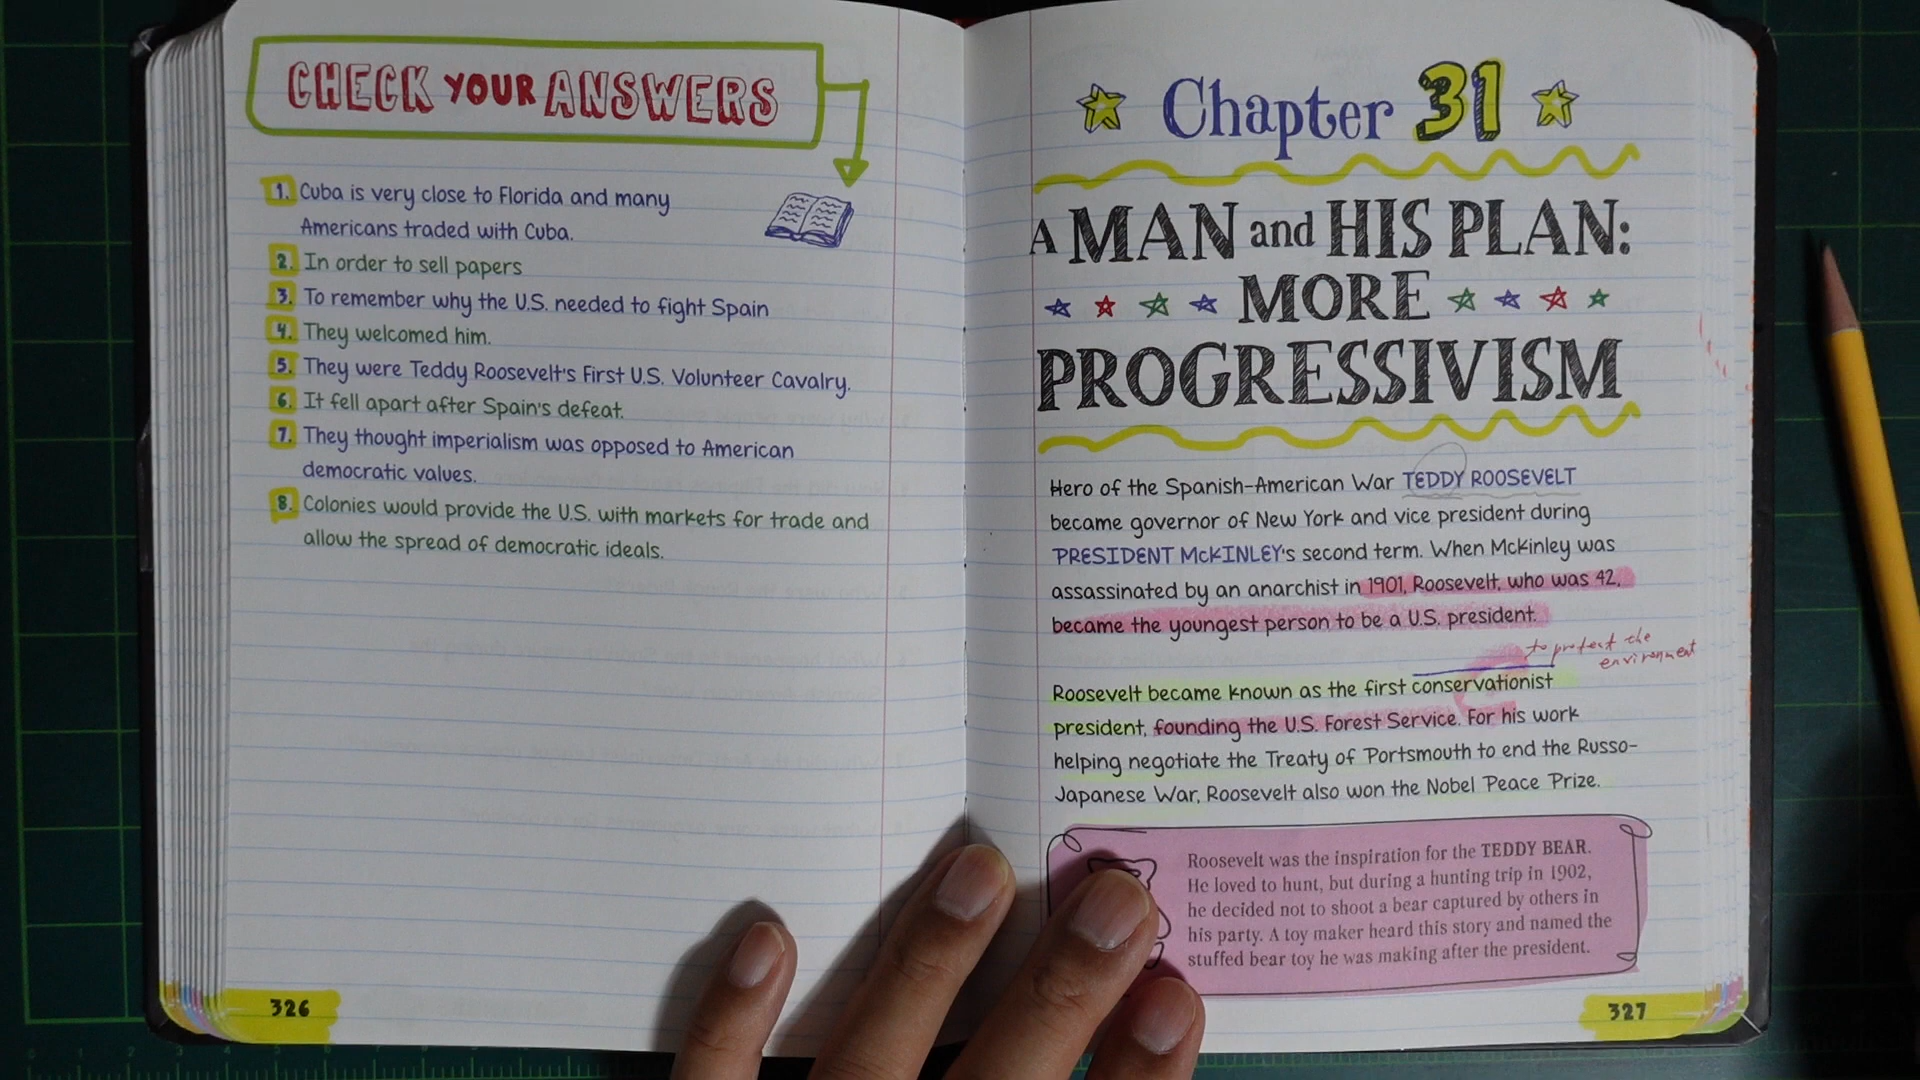 CHECK YOUR ANSWERS
1. Cuba is very close to Florida and many
Americans traded with Cuba.
2. In order to sell papers
3. To remember why the U.S. needed to fight Spain
4. They welcomed him.
5. They were Teddy Roosevelt's First U.S. Volunteer Cavalry.
6. It fell apart after Spain's defeat.
7. They thought imperialism was opposed to American
democratic values.
8. Colonies would provide the U.S. with markets for trade and
allow the spread of democratic ideals.
326
Chapter 31
A MAN and HIS PLAN:
MORE
PROGRESSIVISM
Hero of the Spanish-American War TEDDY ROOSEVELT
became governor of New York and vice president during
PRESIDENT McKINLEY's second term. When McKinley was
assassinated by an anarchist in 1901, Roosevelt, who was 42,
became the youngest person to be a U.S. president.
to protect the
environment
Roosevelt became known as the first conservationist
president, founding the U.S. Forest Service. For his work
helping negotiate the Treaty of Portsmouth to end the Russo-
Japanese War, Roosevelt also won the Nobel Peace Prize.
Roosevelt was the inspiration for the TEDDY BEAR.
He loved to hunt, but during a hunting trip in 1902,
he decided not to shoot a bear captured by others in
his party. A toy maker heard this story and named the
stuffed bear toy he was making after the president.
327